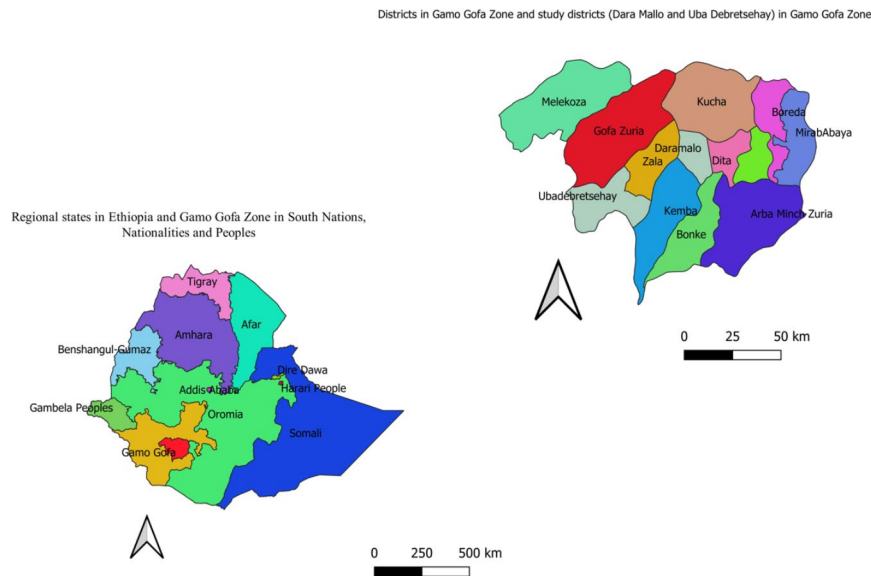 Districts in Gamo Gofa Zone and study districts (Dara Mallo and Uba Debretsehay) in Gamo Gofa Zone
Melekoza
Kucha
Boreda
Gofa Zuria
MirabAbaya
Daramalo
Zala
Dita
Ubadebretsehay
Kemba
Arba Minch Zuria
Bonke
0 25 50 km
Regional states in Ethiopia and Gamo Gofa Zone in South Nations,
Nationalities and Peoples
Tigray
Afar
Amhara
Benshangul-Gumaz
Dire Dawa
Addis Ababa
Harari People
Gambela Peoples
Oromia
Somali
Gamo Gofa
0 250 500 km